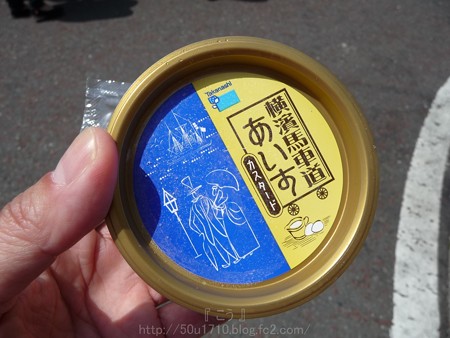 Takanashi
横濱馬車道
あいす
カスタード
『こう』
http://50u1710.blog.fc2.com/